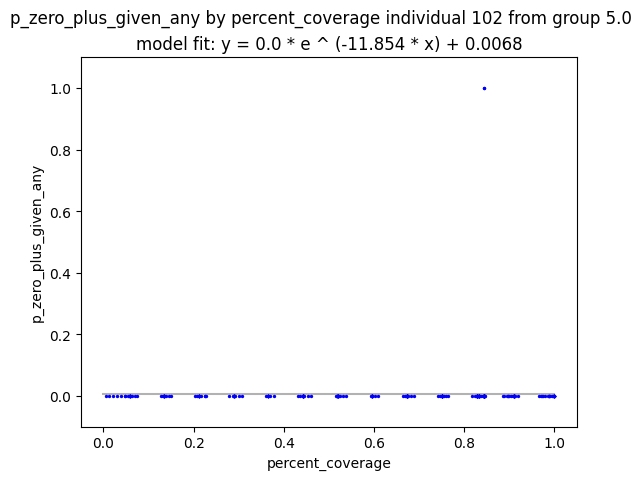 p_zero_plus_given_any by percent_coverage individual 102 from group 5.0
model fit: y = 0.0 * e ^ (-11.854 * x) + 0.0068
1.0
0.8
0.6
0.4
0.2
0.0
p_zero_plus_given_any
0.0 0.2 0.4 0.6 0.8 1.0
percent_coverage